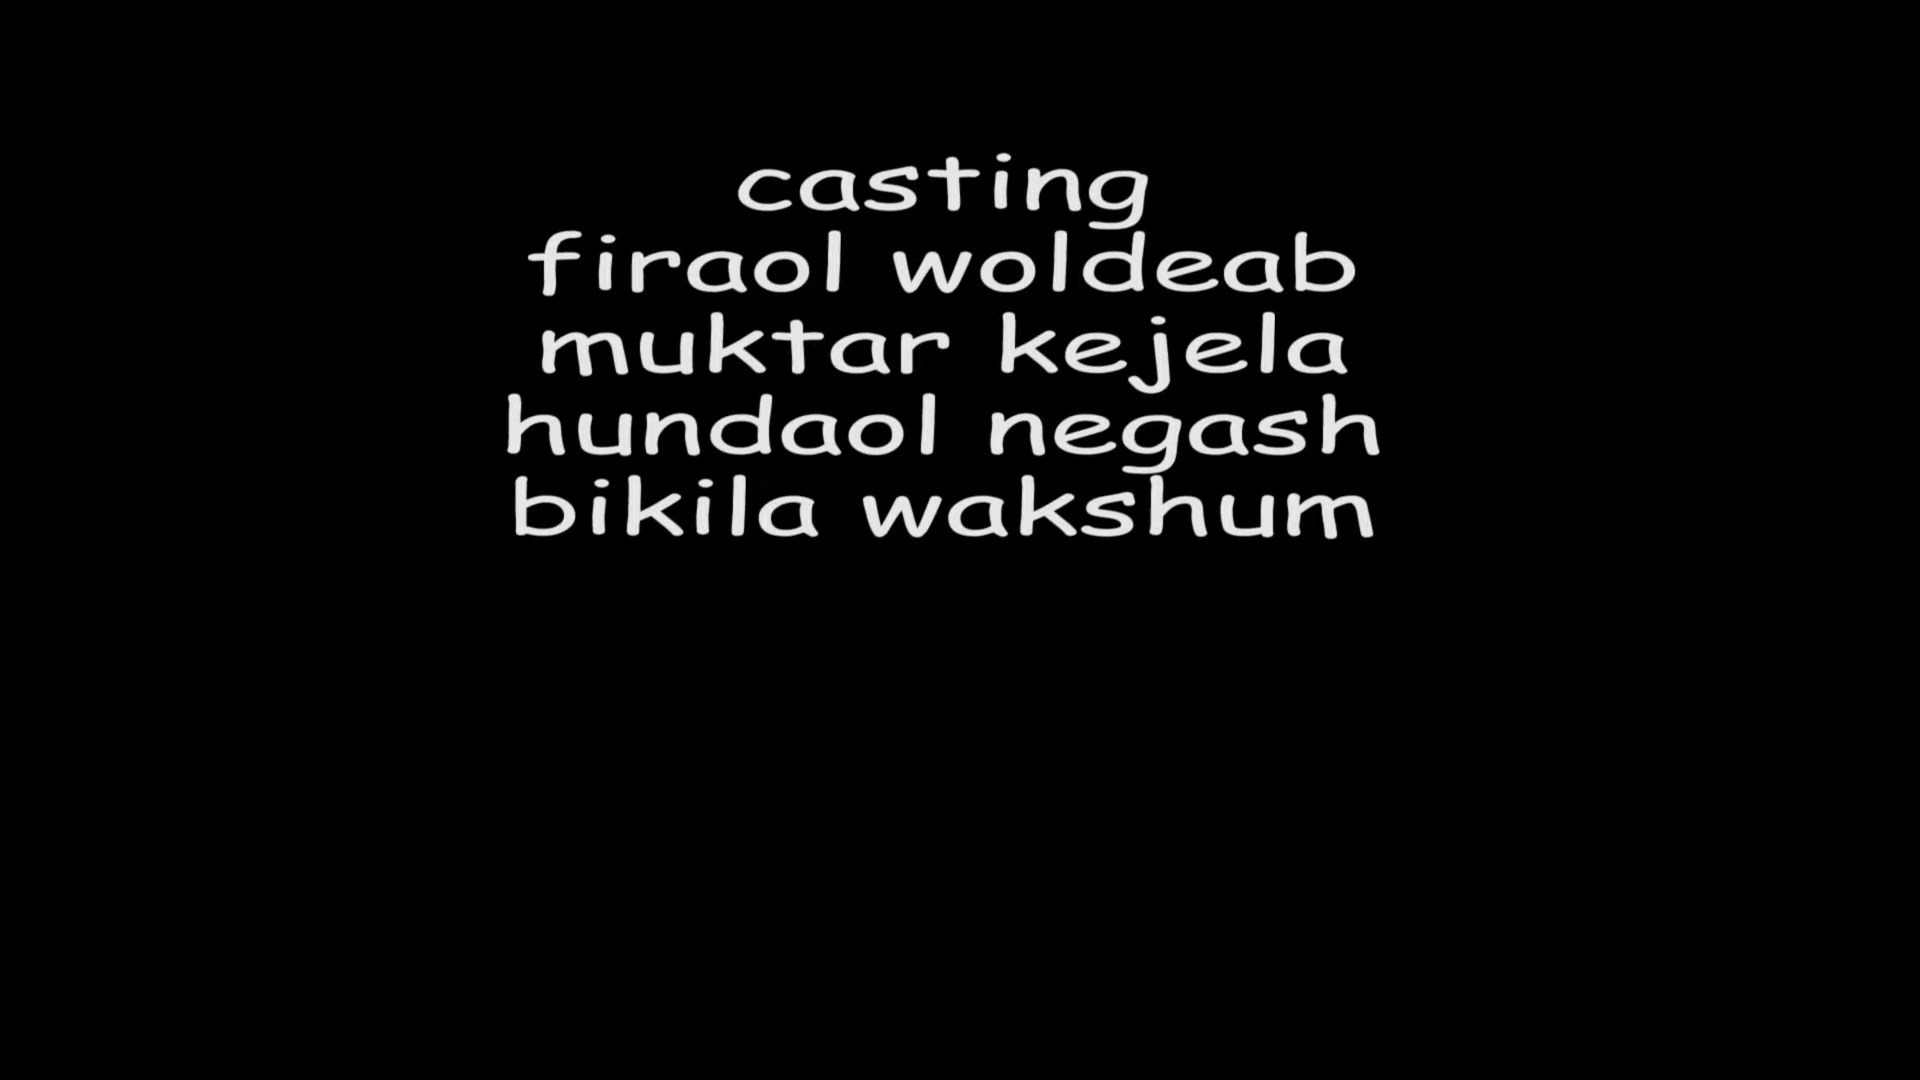 casting
firaol woldeab
muktar kejela
hundaol negash
bikila wakshum